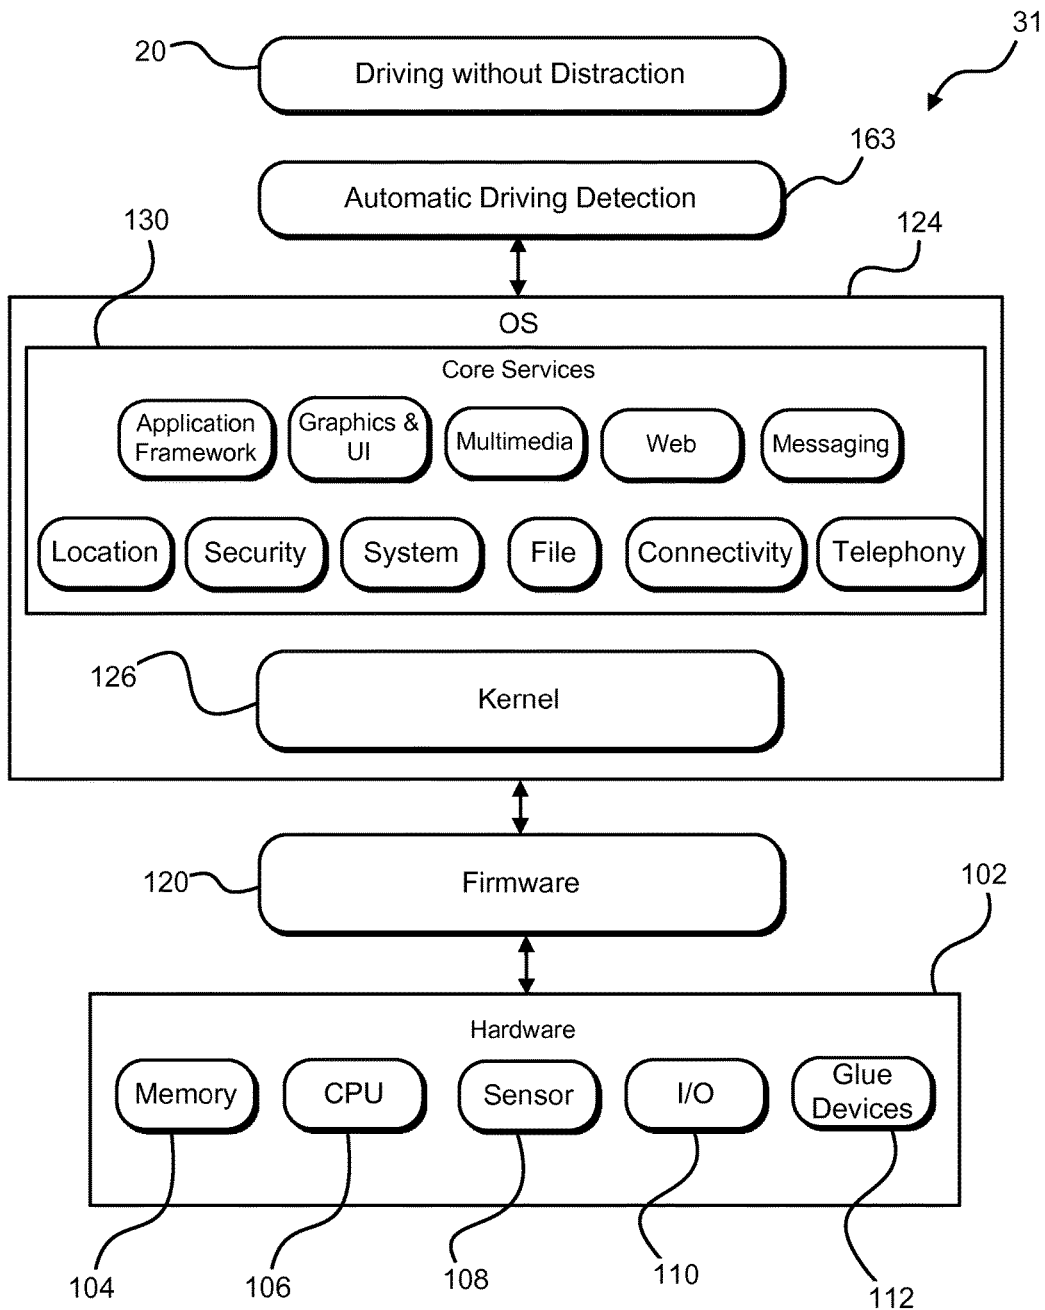 31
20
Driving without Distraction
163
Automatic Driving Detection
130
124
OS
Core Services
Application
Framework
Graphics &
UI
Multimedia
Web
Messaging
Location
Security
System
File
Connectivity
Telephony
126
Kernel
120
Firmware
102
Hardware
Memory
CPU
Sensor
I/O
Glue
Devices
104
106
108
110
112